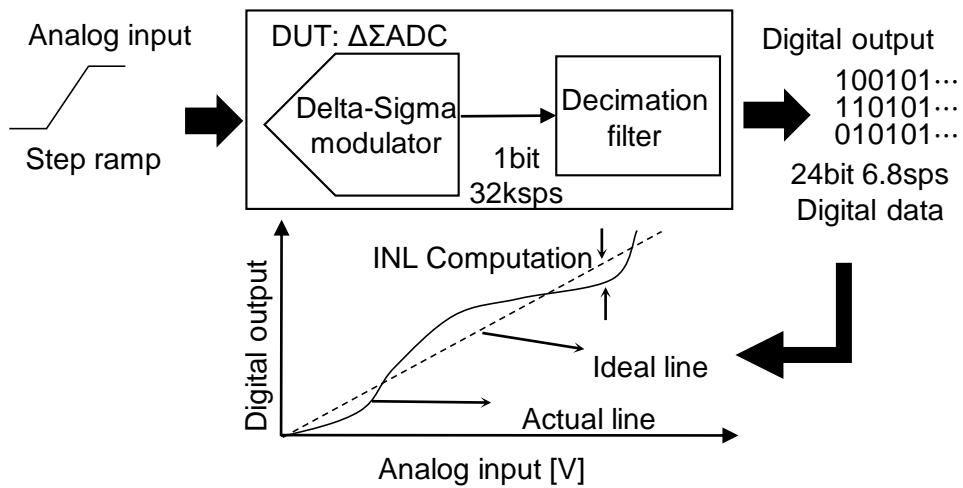 Analog input
Step ramp
DUT: ΔΣADC
Delta-Sigma
modulator
1bit
32ksps
Decimation
filter
Digital output
100101⋯
110101⋯
010101⋯
24bit 6.8sps
Digital data
INL Computation
Ideal line
Actual line
Digital output
Analog input [V]